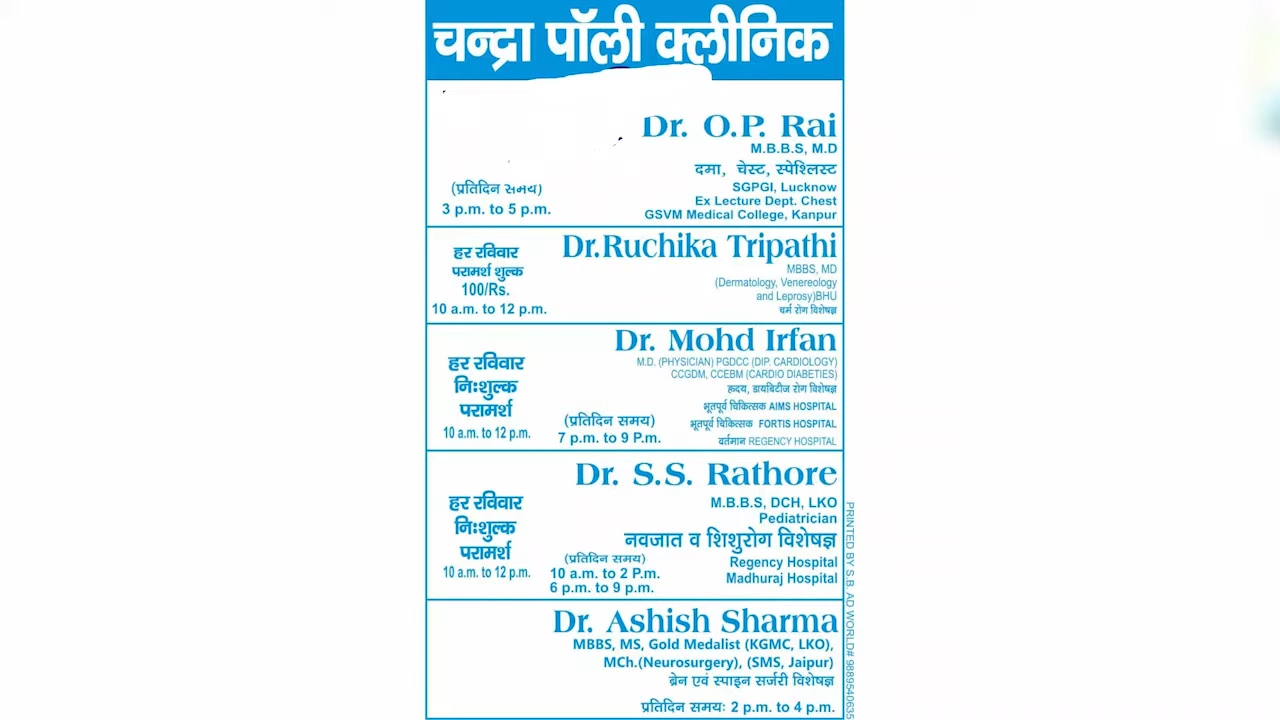 चन्द्रा पॉली क्लीनिक
Dr. O.P. Rai
M.B.B.S, M.D
दमा, चेस्ट, स्पेश्लिस्ट
SGPGI, Lucknow
Ex Lecture Dept. Chest
GSVM Medical College, Kanpur
(प्रतिदिन समय)
3 p.m. to 5 p.m.
Dr.Ruchika Tripathi
MBBS, MD
(Dermatology, Venereology
and Leprosy)BHU
चर्म रोग विशेषज्ञ
हर रविवार
परामर्श शुल्क
100/Rs.
10 a.m. to 12 p.m.
Dr. Mohd Irfan
M.D. (PHYSICIAN) PGDCC (DIP. CARDIOLOGY)
CCGDM, CCEBM (CARDIO DIABETIES)
हृदय, डायबिटीज रोग विशेषज्ञ
भूतपूर्व चिकित्सक AIMS HOSPITAL
भूतपूर्व चिकित्सक FORTIS HOSPITAL
वर्तमान REGENCY HOSPITAL
हर रविवार
निःशुल्क
परामर्श
10 a.m. to 12 p.m.
(प्रतिदिन समय)
7 p.m. to 9 P.m.
Dr. S.S. Rathore
M.B.B.S, DCH, LKO
Pediatrician
नवजात व शिशुरोग विशेषज्ञ
Regency Hospital
Madhuraj Hospital
हर रविवार
निःशुल्क
परामर्श
10 a.m. to 12 p.m.
(प्रतिदिन समय)
10 a.m. to 2 P.m.
6 p.m. to 9 p.m.
Dr. Ashish Sharma
MBBS, MS, Gold Medalist (KGMC, LKO),
MCh.(Neurosurgery), (SMS, Jaipur)
ब्रेन एवं स्पाइन सर्जरी विशेषज्ञ
प्रतिदिन समयः 2 p.m. to 4 p.m.
PRINTED BY S.B. AD WORLD# 9889540635